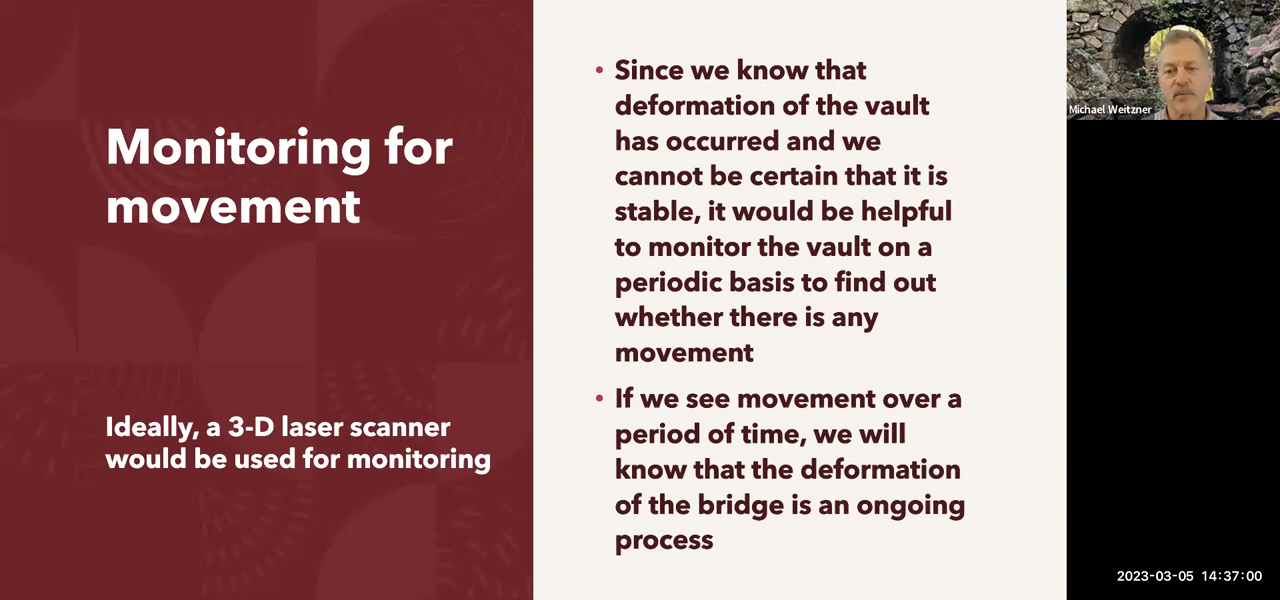 Monitoring for
movement
Ideally, a 3-D laser scanner
would be used for monitoring
• Since we know that
deformation of the vault
has occurred and we
cannot be certain that it is
stable, it would be helpful
to monitor the vault on a
periodic basis to find out
whether there is any
movement
• If we see movement over a
period of time, we will
know that the deformation
of the bridge is an ongoing
process
Michael Weitzner
2023-03-05 14:37:00